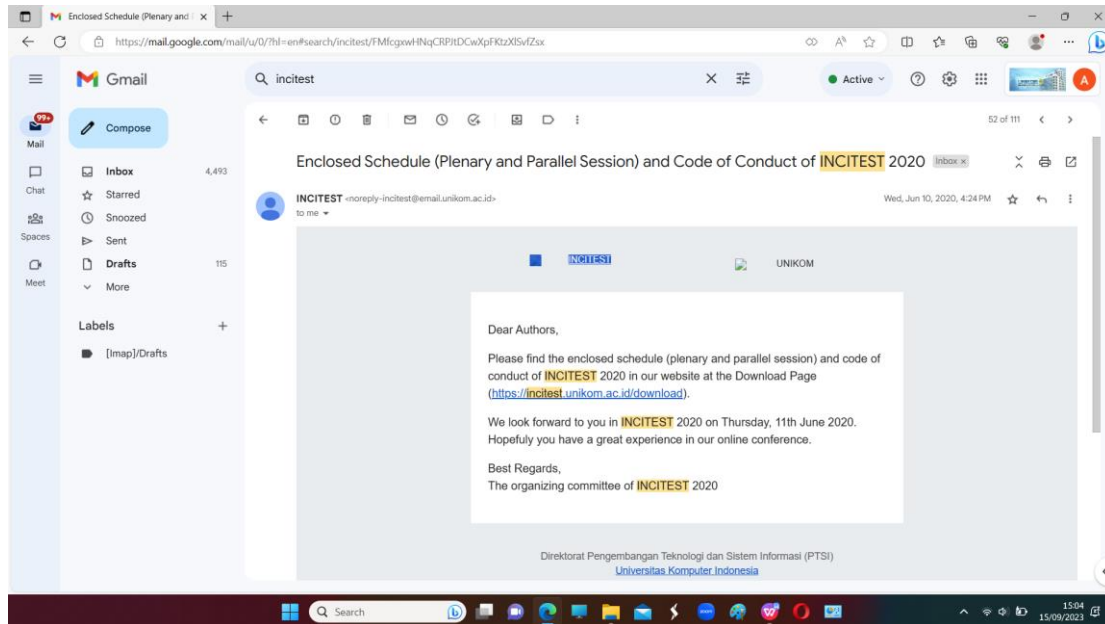 Enclosed Schedule (Plenary and
https://mail.google.com/mail/u/0/?hl=en#search/incitest/FMfcgxwHNqCRPJtDCwXpFKtzXlSvfZsx
Gmail
incitest
Active
A
99+
Mail
Compose
52 of 111
Chat
Inbox 4,493
Starred
Snoozed
Spaces
Sent
Drafts 115
Meet
More
Labels
[Imap]/Drafts
Enclosed Schedule (Plenary and Parallel Session) and Code of Conduct of INCITEST 2020 Inbox ×
INCITEST <noreply-incitest@email.unikom.ac.id> Wed, Jun 10, 2020, 4:24 PM
to me
INCITEST UNIKOM
Dear Authors,
Please find the enclosed schedule (plenary and parallel session) and code of
conduct of INCITEST 2020 in our website at the Download Page
(https://incitest.unikom.ac.id/download).
We look forward to you in INCITEST 2020 on Thursday, 11th June 2020.
Hopefuly you have a great experience in our online conference.
Best Regards,
The organizing committee of INCITEST 2020
Direktorat Pengembangan Teknologi dan Sistem Informasi (PTSI)
Universitas Komputer Indonesia
Search
15:04
15/09/2023